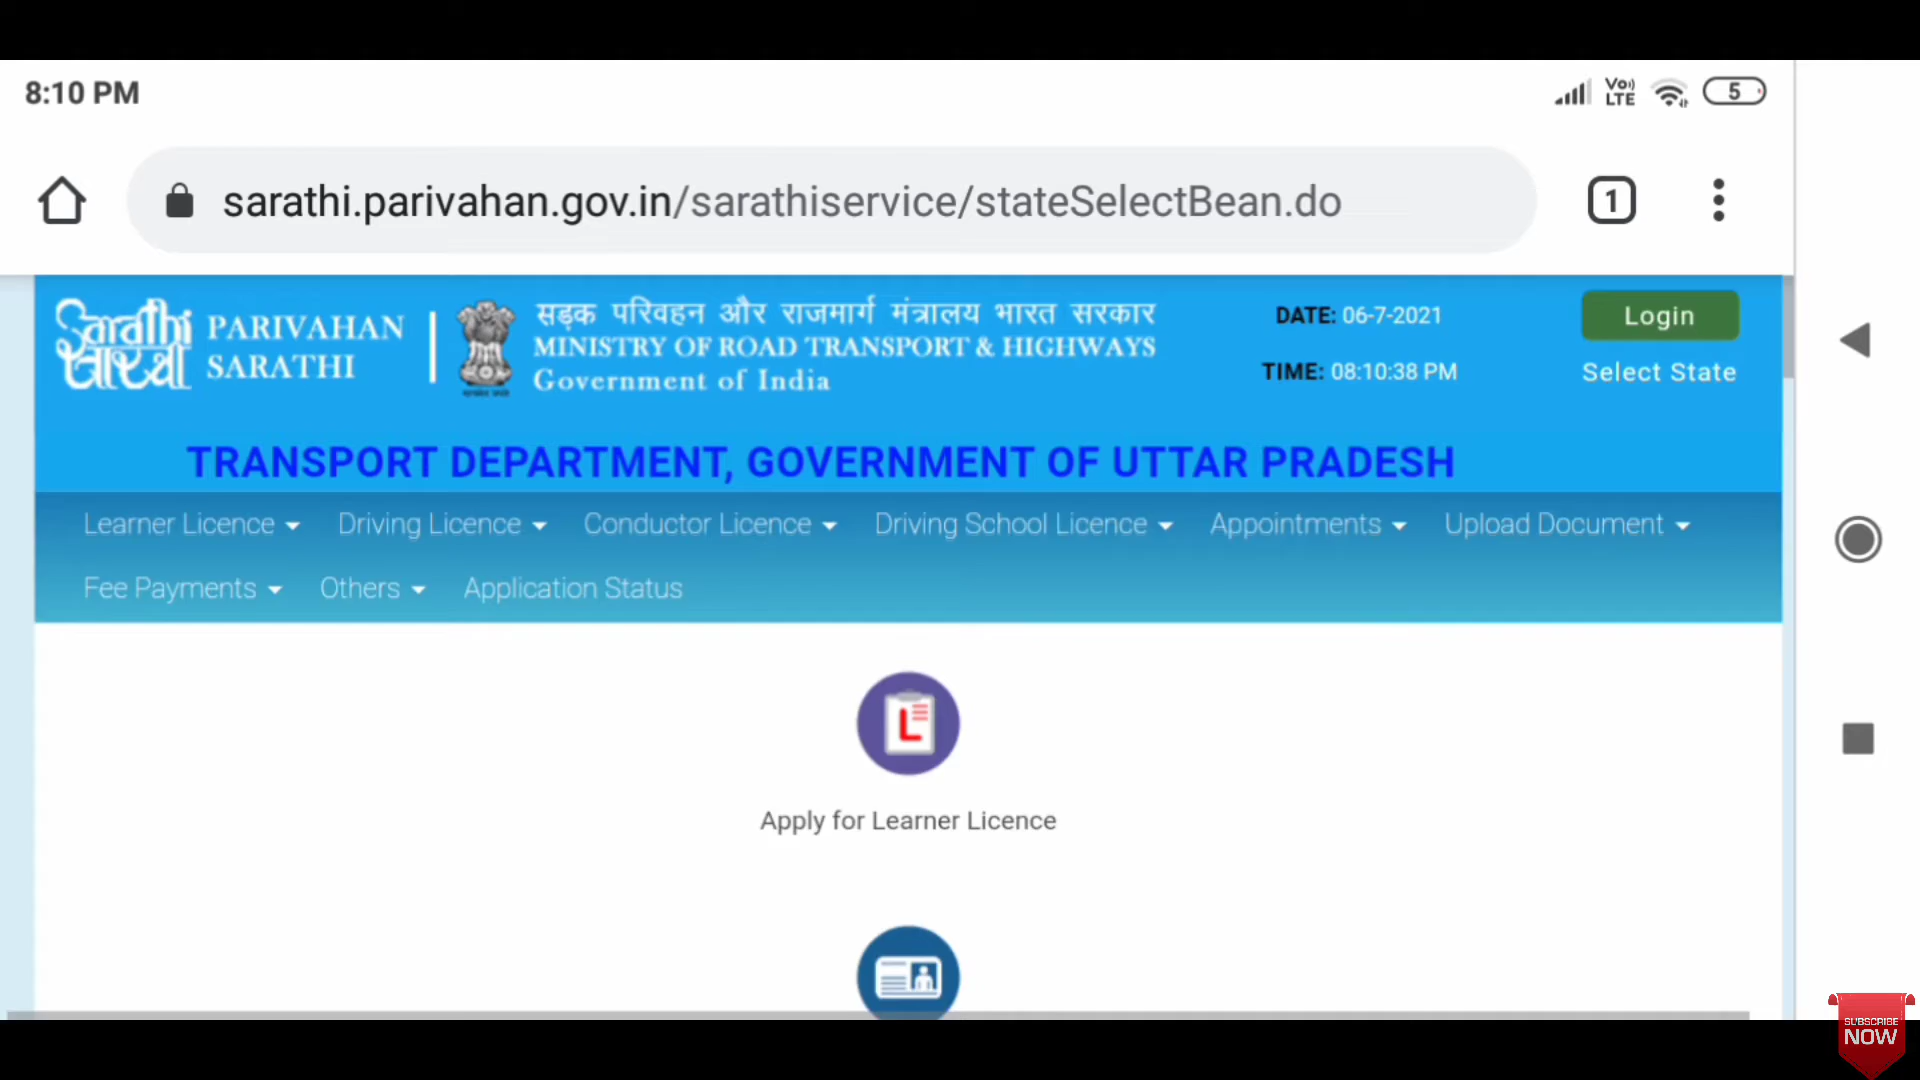 8:10 PM
Vo))
LTE
5
sarathi.parivahan.gov.in/sarathiservice/stateSelectBean.do
1
Sarathi
सारथी
PARIVAHAN
SARATHI
सड़क परिवहन और राजमार्ग मंत्रालय भारत सरकार
MINISTRY OF ROAD TRANSPORT & HIGHWAYS
Government of India
DATE: 06-7-2021
TIME: 08:10:38 PM
Login
Select State
TRANSPORT DEPARTMENT, GOVERNMENT OF UTTAR PRADESH
Learner Licence Driving Licence Conductor Licence Driving School Licence Appointments Upload Document
Fee Payments Others Application Status
L
Apply for Learner Licence
SUBSCRIBE
NOW